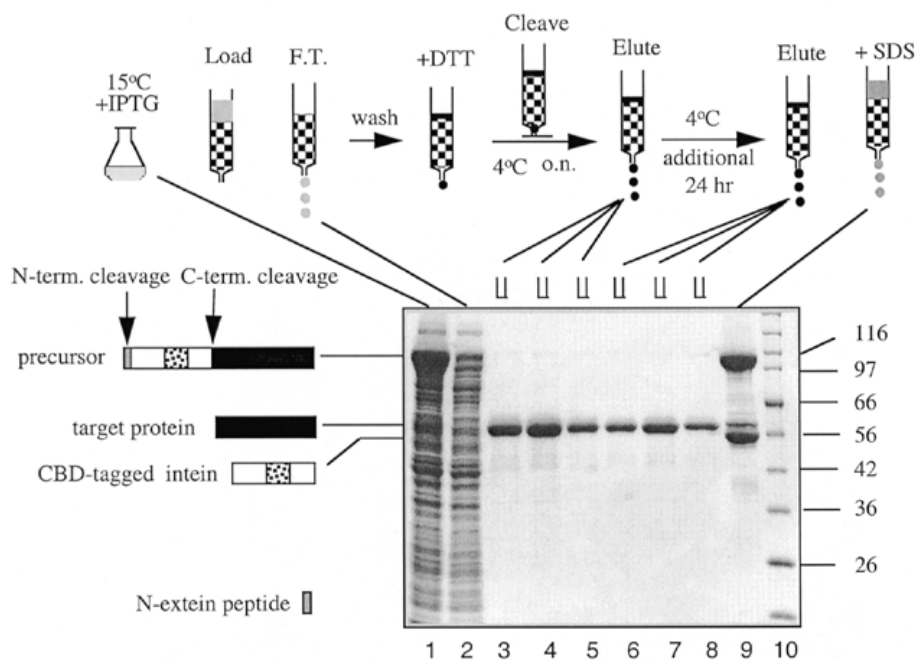 Cleave
Load F.T. +DTT Elute Elute + SDS
15°C
+IPTG
wash
4°C o.n.
4°C
additional
24 hr
N-term. cleavage C-term. cleavage
precursor
target protein
CBD-tagged intein
N-extein peptide
116
97
66
56
42
36
26
1 2 3 4 5 6 7 8 9 10